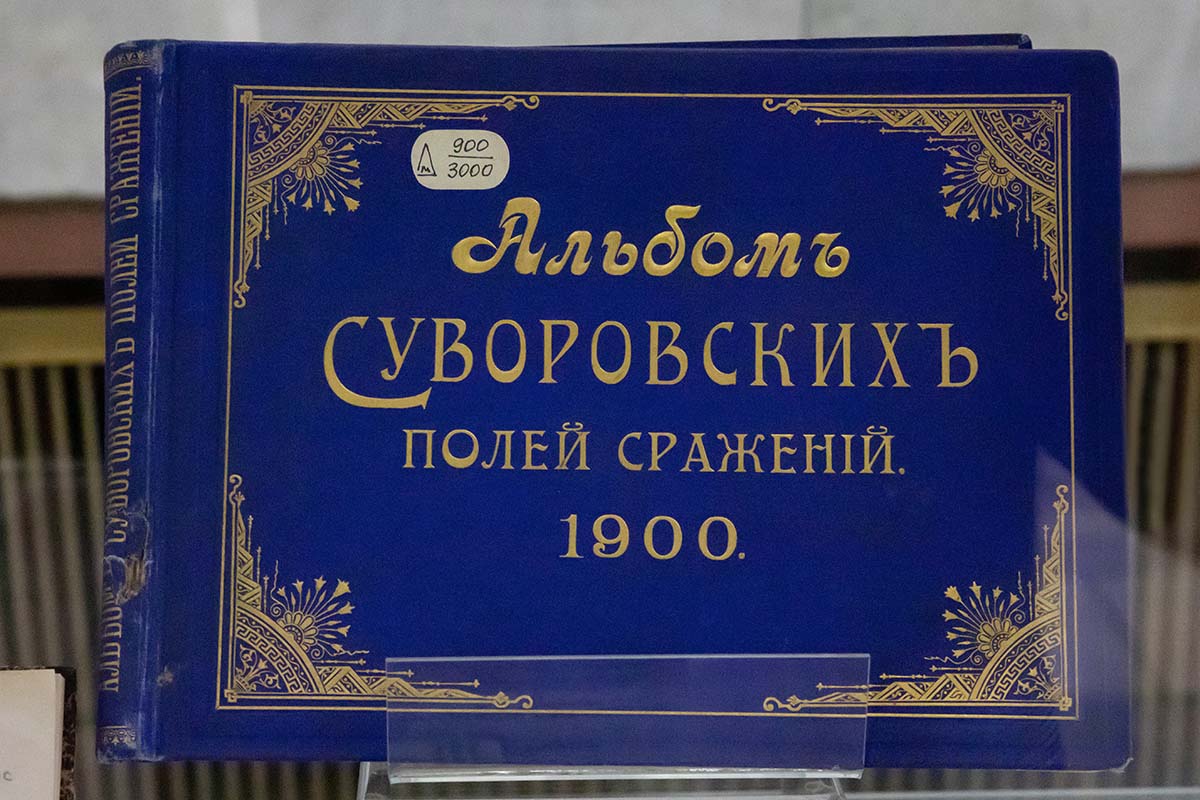 900
3000
Альбомъ
Суворовскихъ
полей сраженій.
1900.
АЛЬБОМЪ СУВОРОВСКИХЪ ПОЛЕЙ СРАЖЕНІЙ.